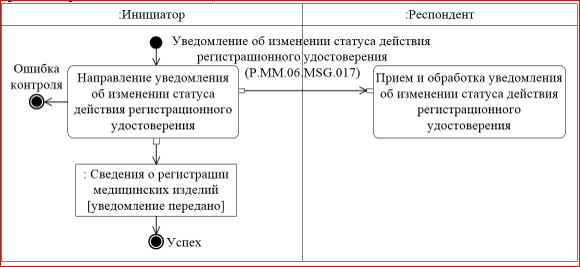 :Инициатор
:Респондент
Уведомление об изменении статуса действия
регистрационного удостоверения
(P.MM.06.MSG.017)
Ошибка
контроля
Направление уведомления
об изменении статуса
действия регистрационного
удостоверения
Прием и обработка уведомления
об изменении статуса действия
регистрационного
удостоверения
: Сведения о регистрации
медицинских изделий
[уведомление передано]
Успех